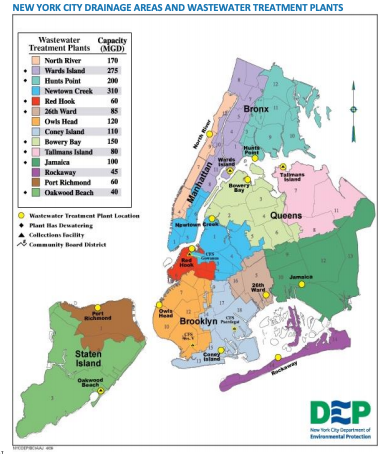 NEW YORK CITY DRAINAGE AREAS AND WASTEWATER TREATMENT PLANTS
Wastewater Capacity
Treatment Plants (MGD)
North River 170
Wards Island 275
Hunts Point 200
Newtown Creek 310
Red Hook 60
26th Ward 85
Owls Head 120
Coney Island 110
Bowery Bay 150
Tallmans Island 80
Jamaica 100
Rockaway 45
Port Richmond 60
Oakwood Beach 40
Wastewater Treatment Plant Location
Plant Has Dewatering
Collections Facility
Community Board District
Bronx
North River
Manhattan
Hunts
Point
Wards
Island
Tallmans
Island
Bowery
Bay
Queens
Newtown Creek
Red
Hook
Jamaica
26th
Ward
Owls
Head
Brooklyn
Coney
Island
Rockaway
Port
Richmond
Staten
Island
Oakwood
Beach
DEP
New York City Department of
Environmental Protection